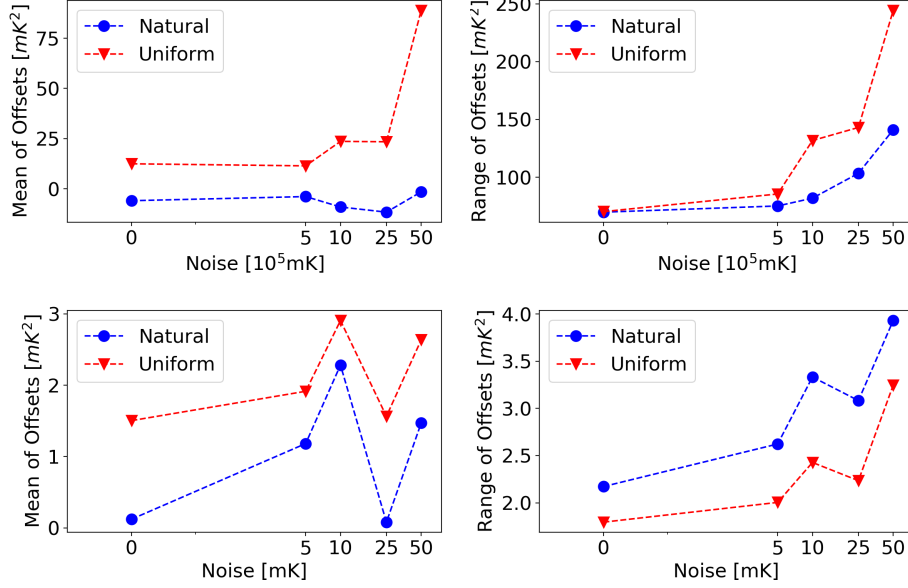 Mean of Offsets [mK²]
75
50
25
0
Natural
Uniform
0 5 10 25 50
Noise [10⁵mK]
Range of Offsets [mK²]
250
200
150
100
Natural
Uniform
0 5 10 25 50
Noise [10⁵mK]
Mean of Offsets [mK²]
3
2
1
0
Natural
Uniform
0 5 10 25 50
Noise [mK]
Range of Offsets [mK²]
4.0
3.5
3.0
2.5
2.0
Natural
Uniform
0 5 10 25 50
Noise [mK]